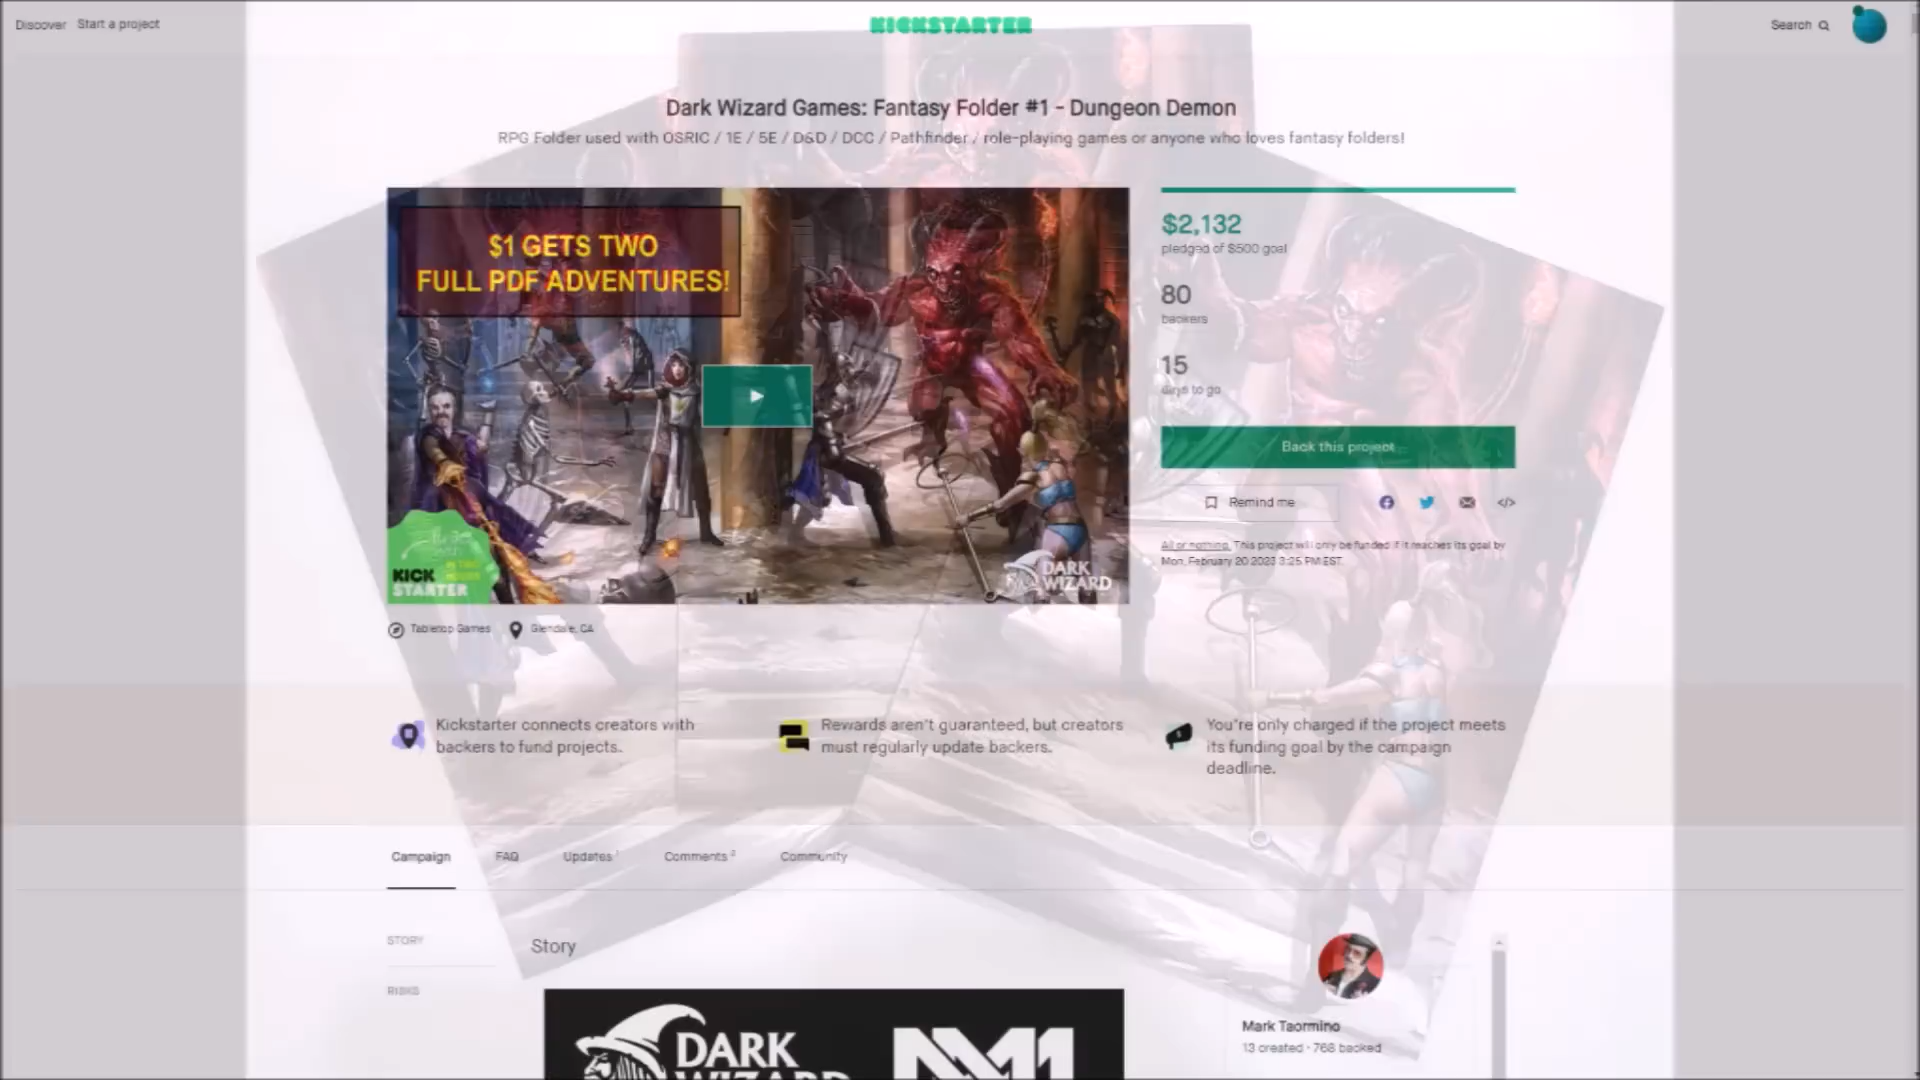 Discover
Start a project
KICKSTARTER
Search
Dark Wizard Games: Fantasy Folder #1 - Dungeon Demon
RPG Folder used with OSRIC / 1E / 5E / D&D / DCC / Pathfinder / role-playing games or anyone who loves fantasy folders!
$1 GETS TWO
FULL PDF ADVENTURES!
KICK
STARTER
DARK
WIZARD
$2,132
pledged of $500 goal
80
backers
15
days to go
Back this project
Remind me
All or nothing. This project will only be funded if it reaches its goal by
Mon, February 20 2023 3:25 PM EST.
Tabletop Games
Glendale, CA
Kickstarter connects creators with
backers to fund projects.
Rewards aren't guaranteed, but creators
must regularly update backers.
You're only charged if the project meets
its funding goal by the campaign
deadline.
Campaign
FAQ
Updates 1
Comments
Community
STORY
RISKS
Story
DARK
WIZARD
Mark Taormino
13 created · 768 backed